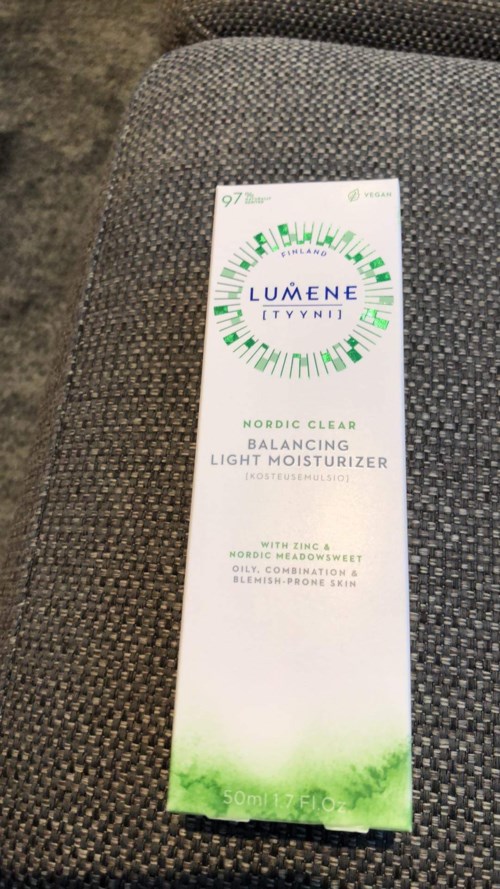 97%
VEGAN
FINLAND
LUMENE
[TYYNI]
NORDIC CLEAR
BALANCING
LIGHT MOISTURIZER
[KOSTEUSEMULSIO]
WITH ZINC &
NORDIC MEADOWSWEET
OILY, COMBINATION &
BLEMISH-PRONE SKIN
50ml 1.7 Fl Oz